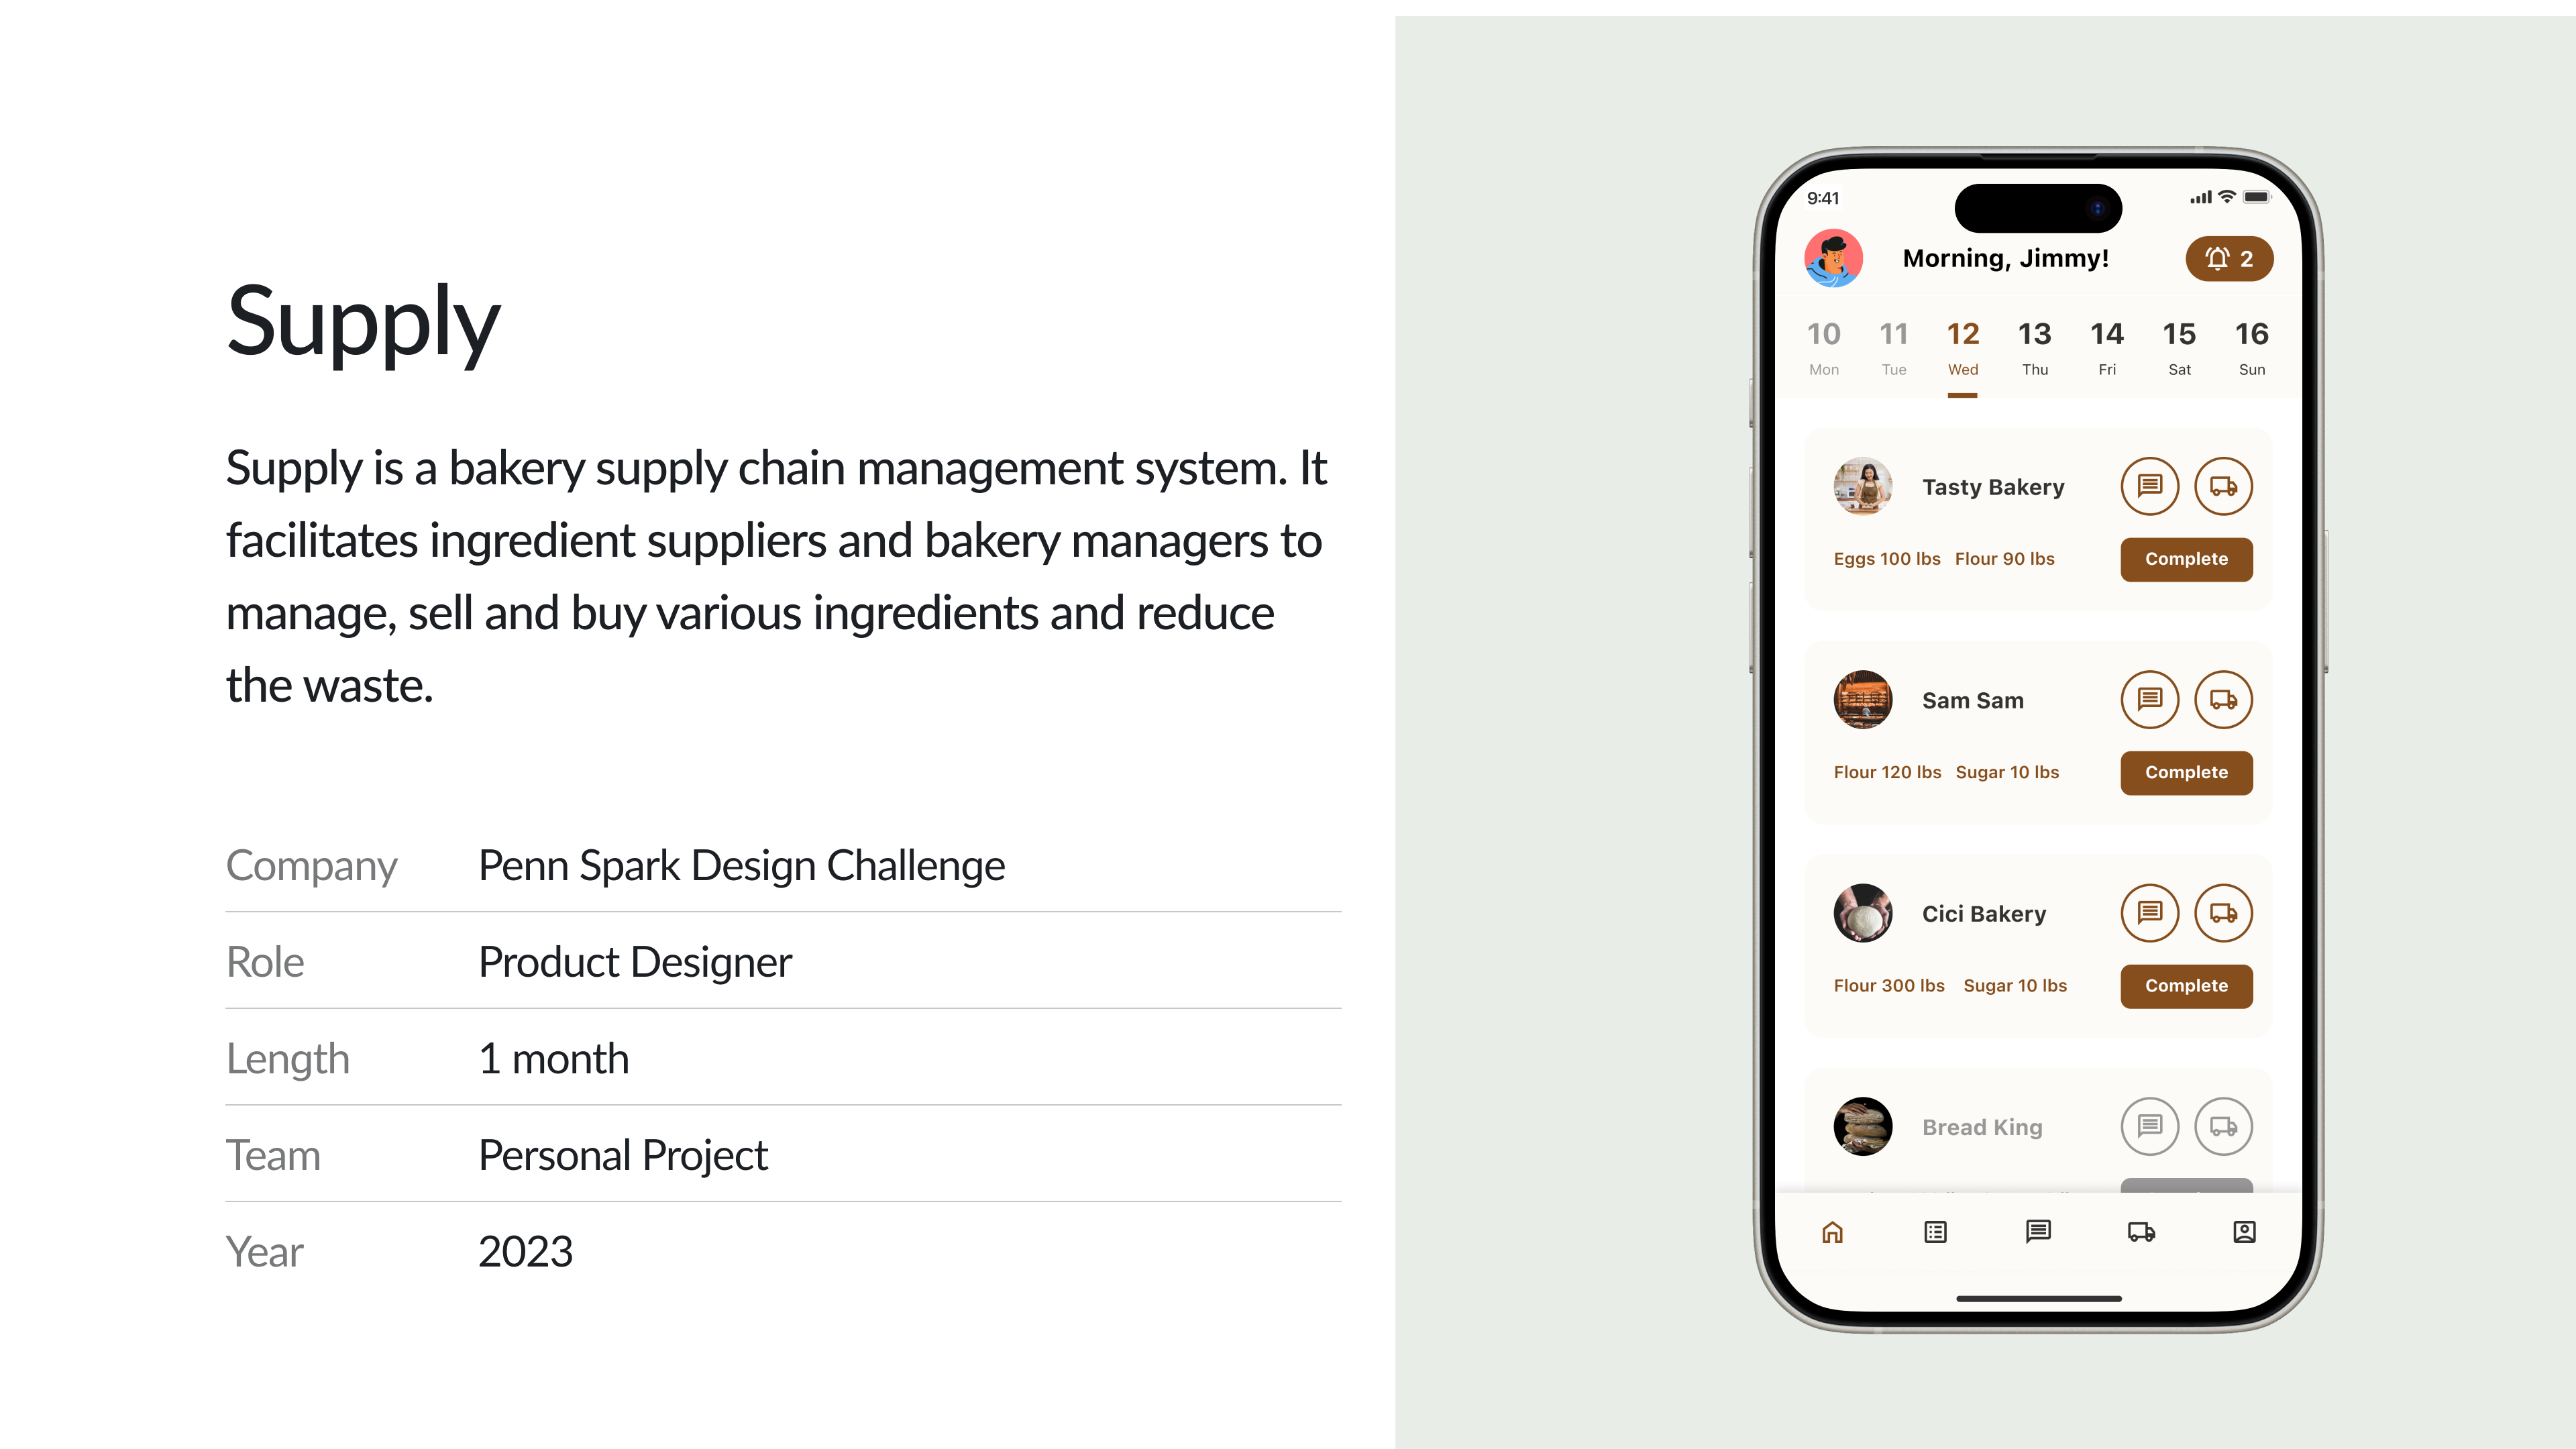 Supply
Supply is a bakery supply chain management system. It
facilitates ingredient suppliers and bakery managers to
manage, sell and buy various ingredients and reduce
the waste.
Company Penn Spark Design Challenge
Role Product Designer
Length 1 month
Team Personal Project
Year 2023
9:41
Morning, Jimmy! 2
10 11 12 13 14 15 16
Mon Tue Wed Thu Fri Sat Sun
Tasty Bakery
Eggs 100 lbs Flour 90 lbs Complete
Sam Sam
Flour 120 lbs Sugar 10 lbs Complete
Cici Bakery
Flour 300 lbs Sugar 10 lbs Complete
Bread King